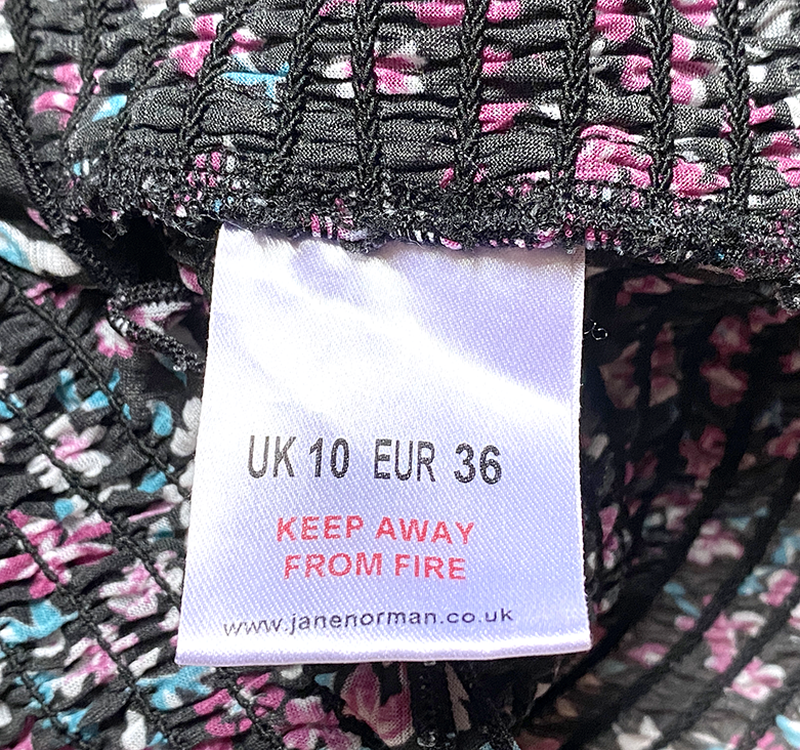 UK 10 EUR 36
KEEP AWAY
FROM FIRE
www.janenorman.co.uk